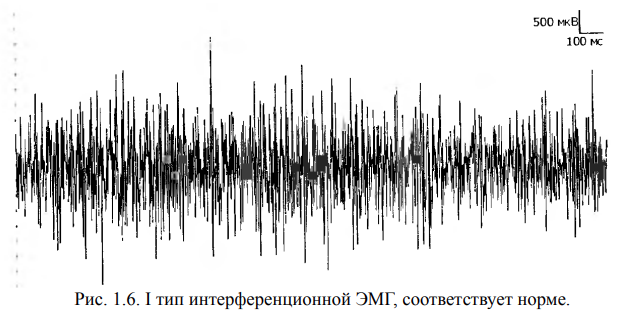 500 мкВ
100 мс
Рис. 1.6. I тип интерференционной ЭМГ, соответствует норме.